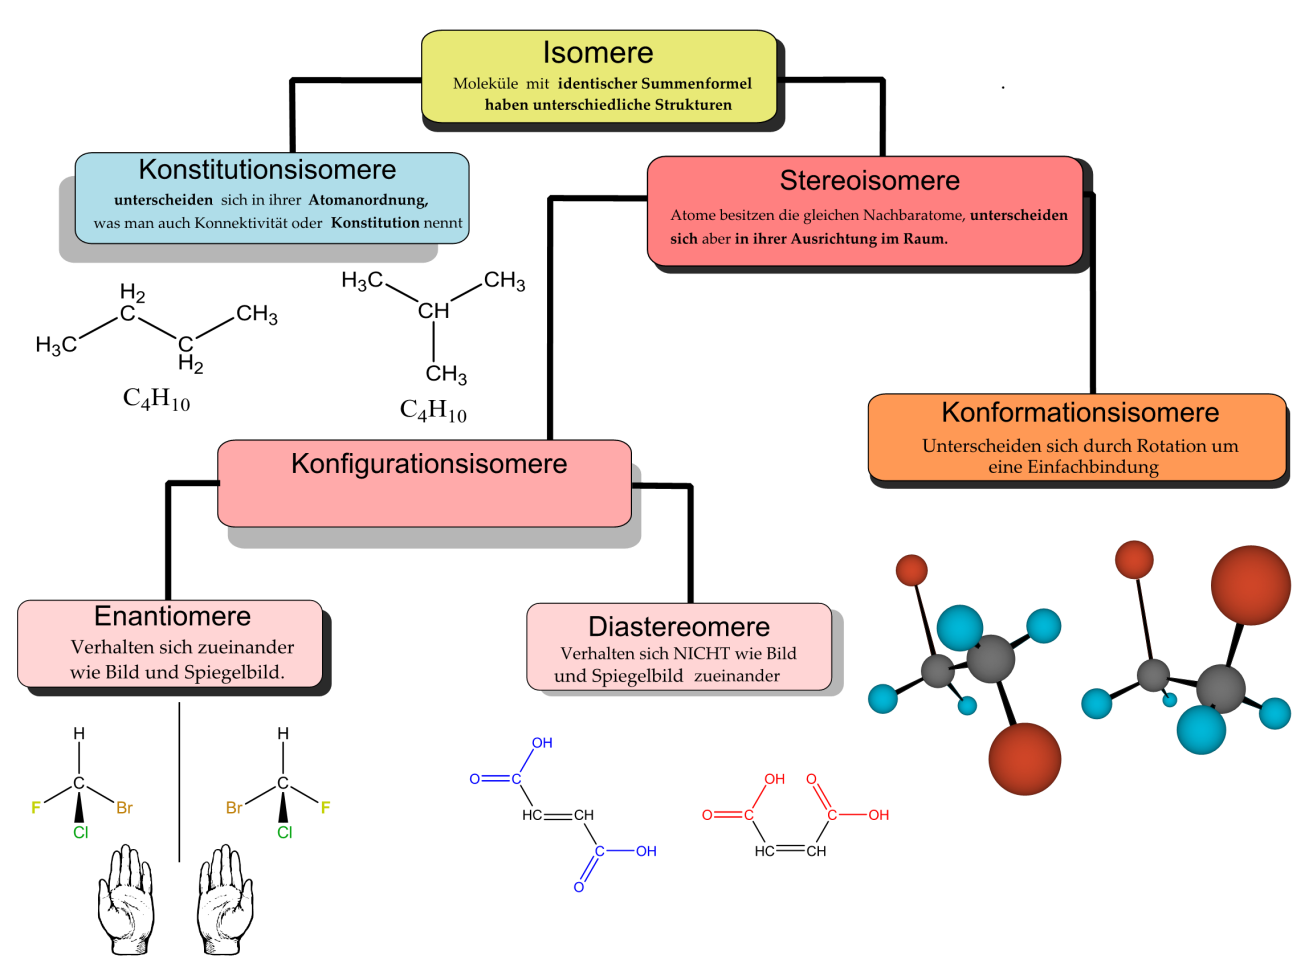 Isomere
Moleküle mit identischer Summenformel
haben unterschiedliche Strukturen
Konstitutionsisomere
unterscheiden sich in ihrer Atomanordnung,
was man auch Konnektivität oder Konstitution nennt
Stereoisomere
Atome besitzen die gleichen Nachbaratome, unterscheiden
sich aber in ihrer Ausrichtung im Raum.
H2
C
CH3
H3C
C
H2
C4H10
H3C
CH3
CH
CH3
C4H10
Konformationsisomere
Unterscheiden sich durch Rotation um
eine Einfachbindung
Konfigurationsisomere
Enantiomere
Verhalten sich zueinander
wie Bild und Spiegelbild.
Diastereomere
Verhalten sich NICHT wie Bild
und Spiegelbild zueinander
H
C
F
Br
Cl
H
C
Br
F
Cl
OH
O
C
HC
CH
C
OH
O
OH
O
O
C
C
OH
HC
CH